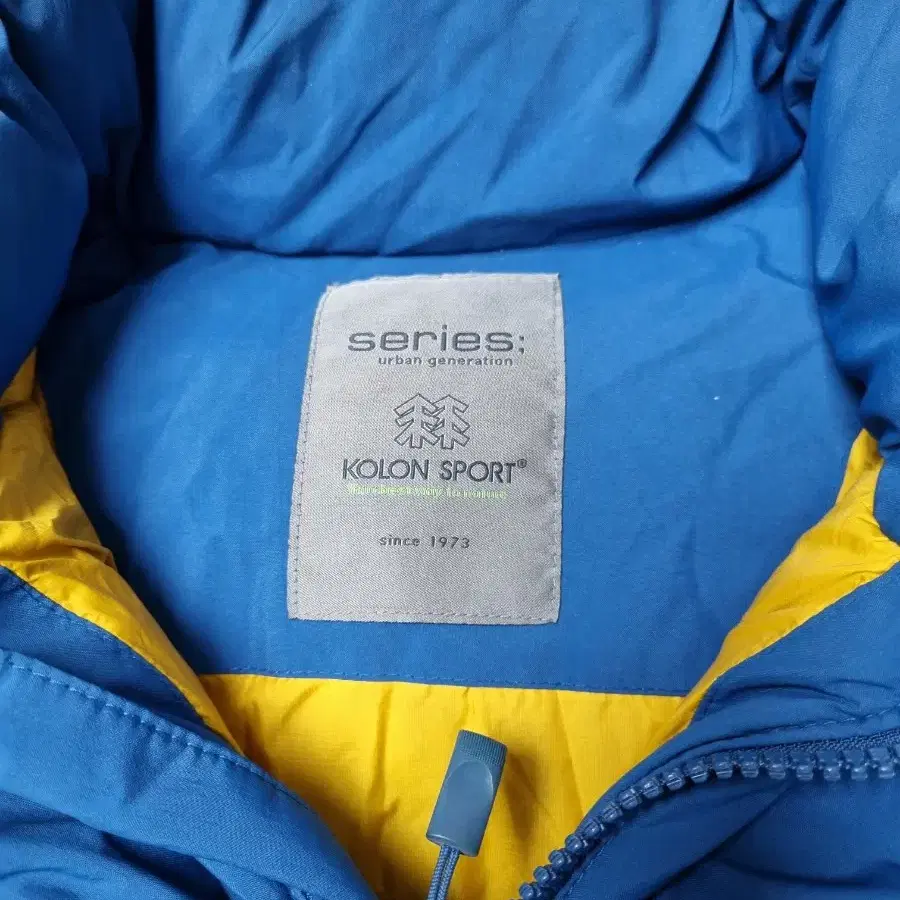 series;
urban generation
KOLON SPORT®
since 1973